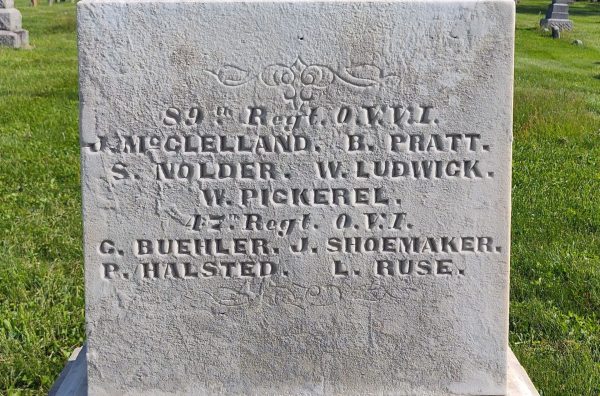 89th Regt. O.V.V.I.
J. McCLELLAND. B. PRATT.
S. NOLDER. W. LUDWICK.
W. PICKEREL.
47th Regt. O.V.I.
C. BUEHLER. J. SHOEMAKER.
P. HALSTED. L. RUSE.